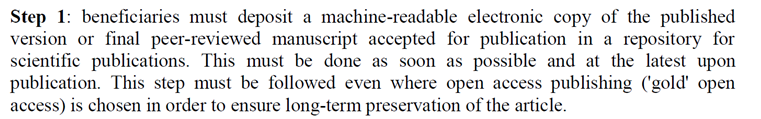 Step 1: beneficiaries must deposit a machine-readable electronic copy of the published
version or final peer-reviewed manuscript accepted for publication in a repository for
scientific publications. This must be done as soon as possible and at the latest upon
publication. This step must be followed even where open access publishing ('gold' open
access) is chosen in order to ensure long-term preservation of the article.